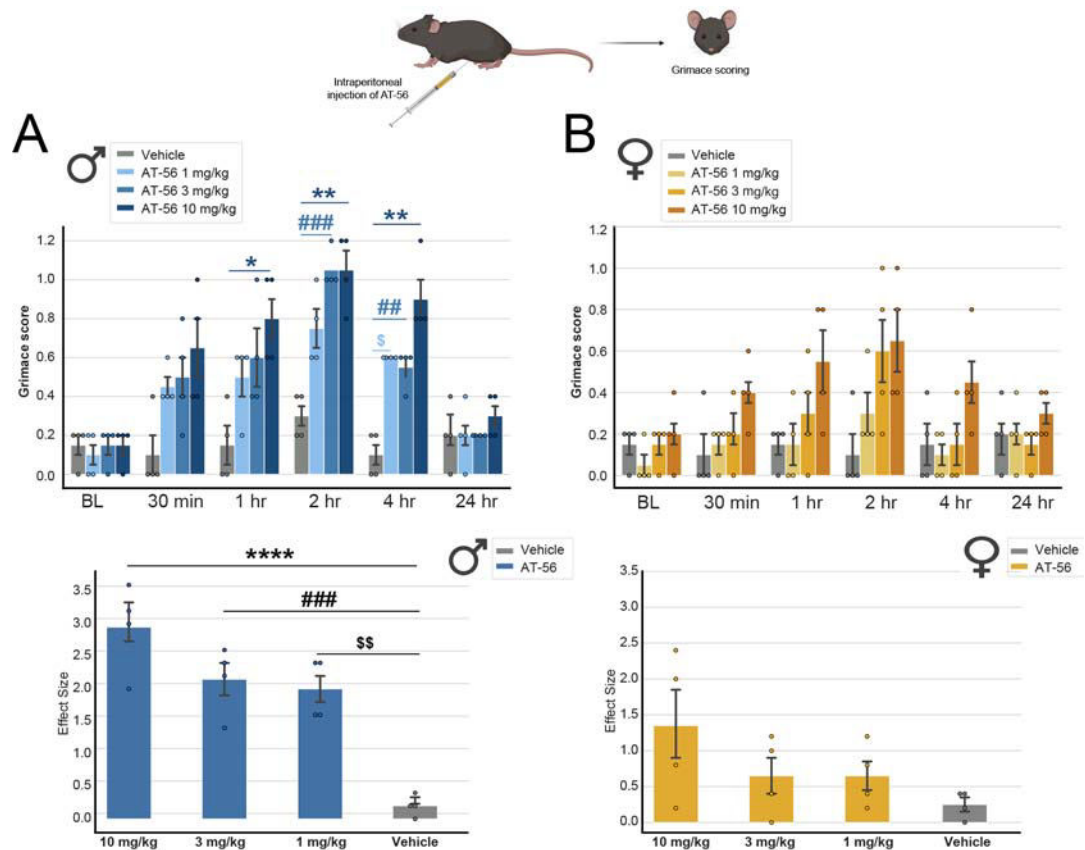 Intraperitoneal
injection of AT-56
Grimace scoring
A
♂
Vehicle
AT-56 1 mg/kg
AT-56 3 mg/kg
AT-56 10 mg/kg
Grimace score
1.2
1.0
0.8
0.6
0.4
0.2
0.0
*
**
###
**
##
$
BL 30 min 1 hr 2 hr 4 hr 24 hr
B
♀
Vehicle
AT-56 1 mg/kg
AT-56 3 mg/kg
AT-56 10 mg/kg
Grimace score
1.2
1.0
0.8
0.6
0.4
0.2
0.0
BL 30 min 1 hr 2 hr 4 hr 24 hr
♂
Vehicle
AT-56
Effect Size
3.5
3.0
2.5
2.0
1.5
1.0
0.5
0.0
****
###
$$
10 mg/kg 3 mg/kg 1 mg/kg Vehicle
♀
Vehicle
AT-56
Effect Size
3.5
3.0
2.5
2.0
1.5
1.0
0.5
0.0
10 mg/kg 3 mg/kg 1 mg/kg Vehicle